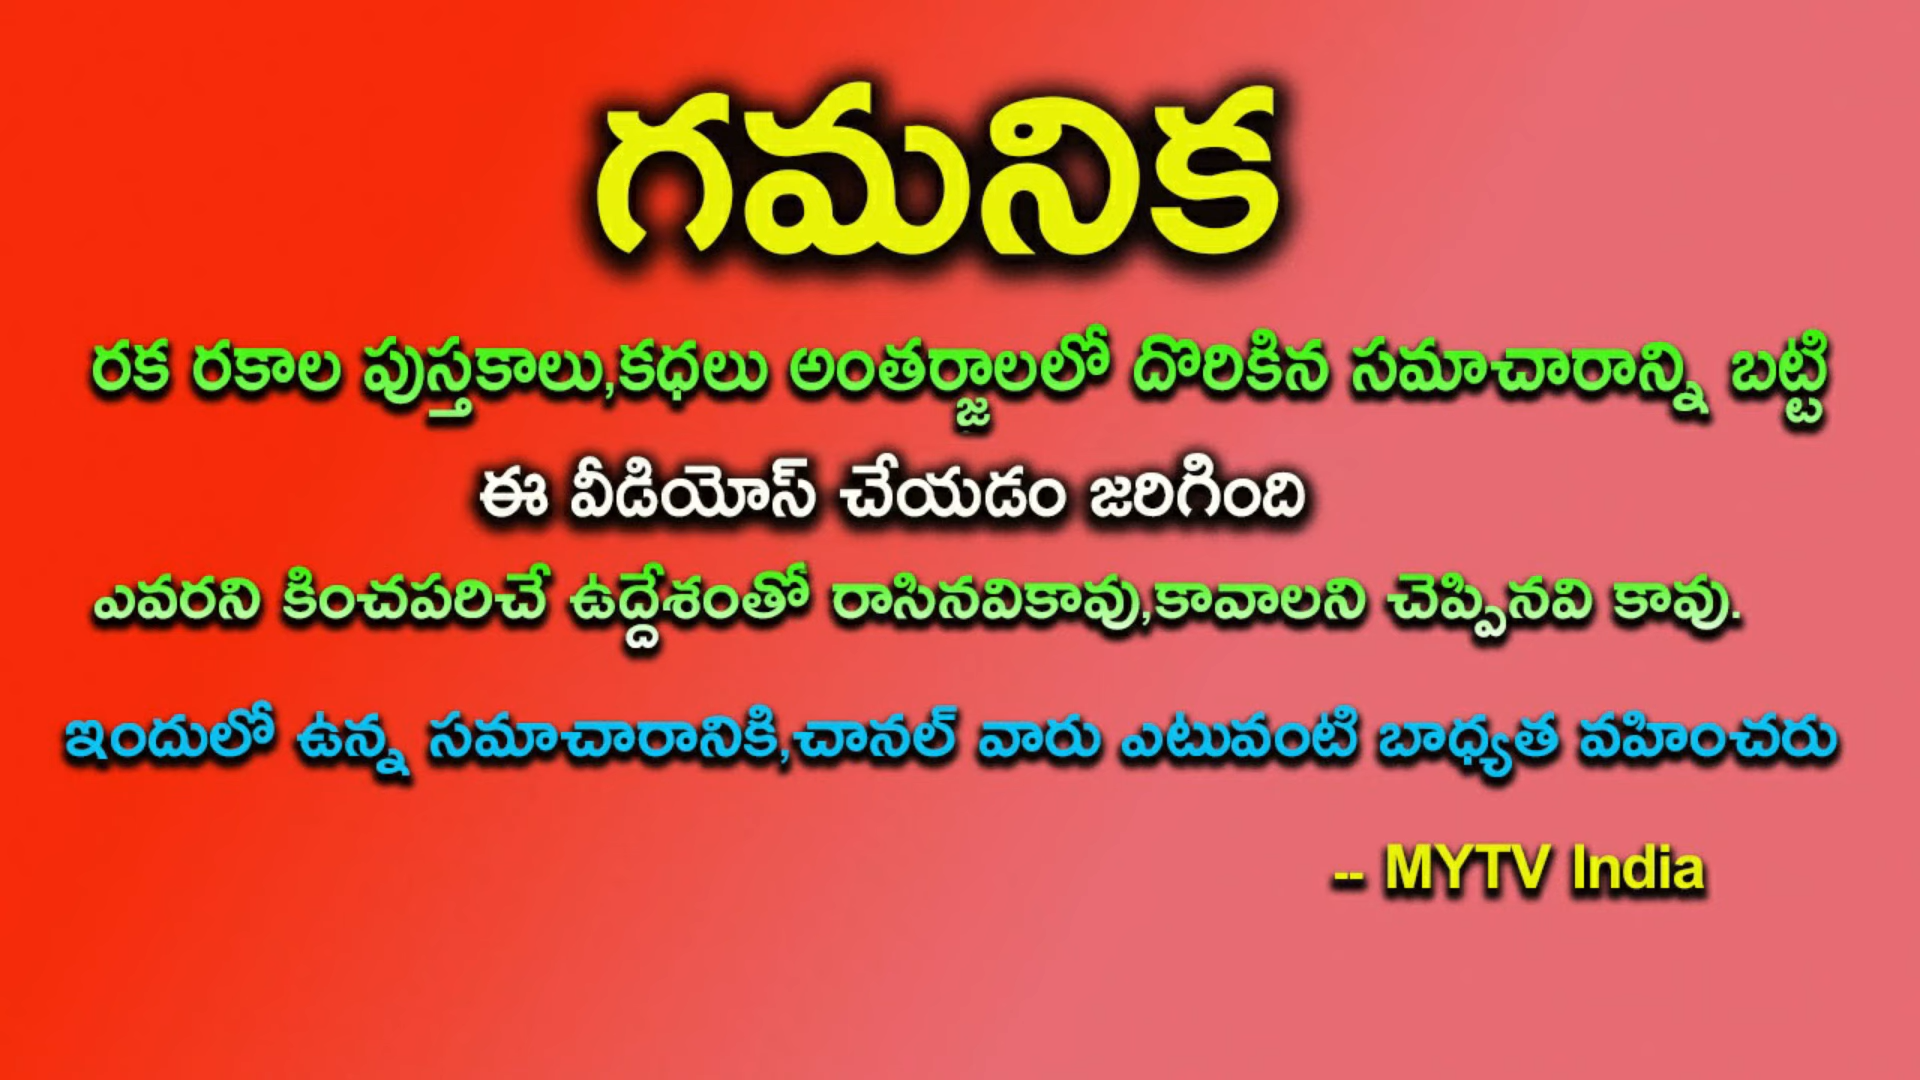 గమనిక
రక రకాల పుస్తకాలు,కధలు అంతర్జాలలో దొరికిన సమాచారాన్ని బట్టి
ఈ వీడియోస్ చేయడం జరిగింది
ఎవరని కించపరిచే ఉద్దేశంతో రాసినవికావు,కావాలని చెప్పినవి కావు.
ఇందులో ఉన్న సమాచారానికి,చానల్ వారు ఎటువంటి బాధ్యత వహించరు
-- MYTV India